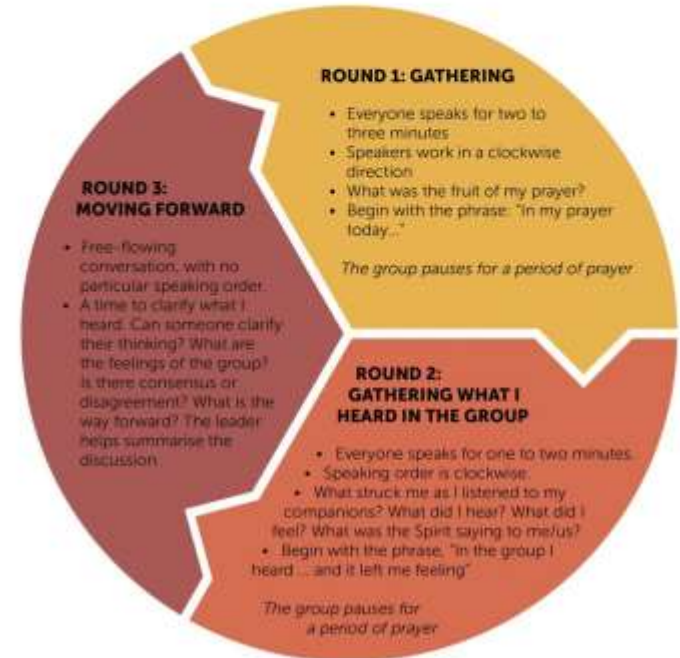 ROUND 1: GATHERING
• Everyone speaks for two to
three minutes
• Speakers work in a clockwise
direction
• What was the fruit of my prayer?
• Begin with the phrase: "In my prayer
today..."
The group pauses for a period of prayer
ROUND 2:
GATHERING WHAT I
HEARD IN THE GROUP
• Everyone speaks for one to two minutes.
• Speaking order is clockwise.
• What struck me as I listened to my
companions? What did I hear? What did I
feel? What was the Spirit saying to me/us?
• Begin with the phrase, "In the group I
heard ... and it left me feeling"
The group pauses for
a period of prayer
ROUND 3:
MOVING FORWARD
• Free-flowing
conversation, with no
particular speaking order.
• A time to clarify what I
heard. Can someone clarify
their thinking? What are
the feelings of the group?
Is there consensus or
disagreement? What is the
way forward? The leader
helps summarise the
discussion